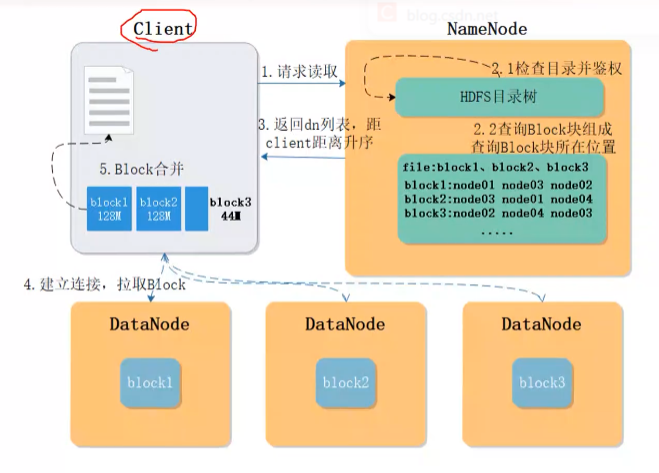 blog.csdn.net
Client
NameNode
1.请求读取
2.1检查目录并鉴权
HDFS目录树
3.返回dn列表，距
client距离升序
2.2查询Block块组成
查询Block块所在位置
file:block1、block2、block3
block1:node01 node03 node02
block2:node03 node01 node04
block3:node02 node04 node03
.....
5.Block合并
block1
128M
block2
128M
block3
44M
4.建立连接，拉取Block
DataNode
block1
DataNode
block2
DataNode
block3